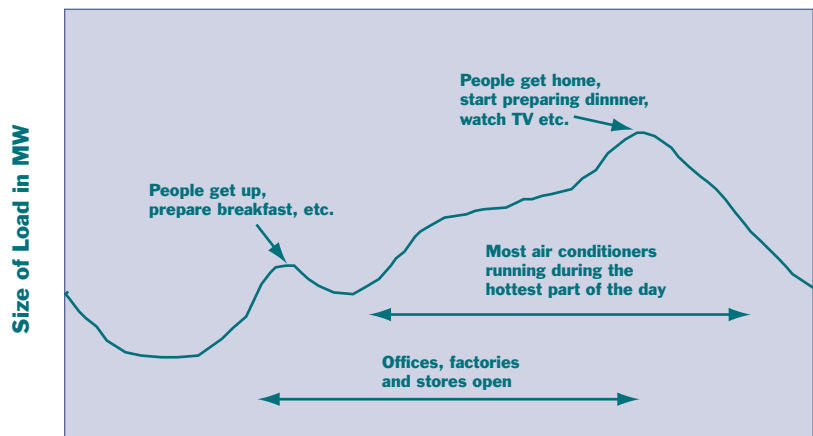 Size of Load in MW
People get home,
start preparing dinnner,
watch TV etc.
People get up,
prepare breakfast, etc.
Most air conditioners
running during the
hottest part of the day
Offices, factories
and stores open